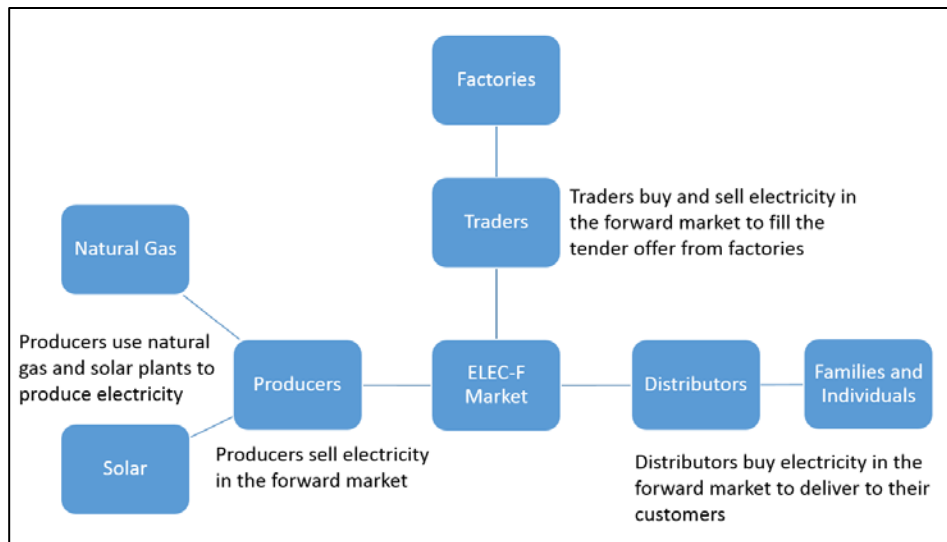 Factories
Traders
Traders buy and sell electricity in
the forward market to fill the
tender offer from factories
Natural Gas
Producers use natural
gas and solar plants to
produce electricity
Producers
ELEC-F
Market
Distributors
Families and
Individuals
Solar
Producers sell electricity
in the forward market
Distributors buy electricity in the
forward market to deliver to their
customers